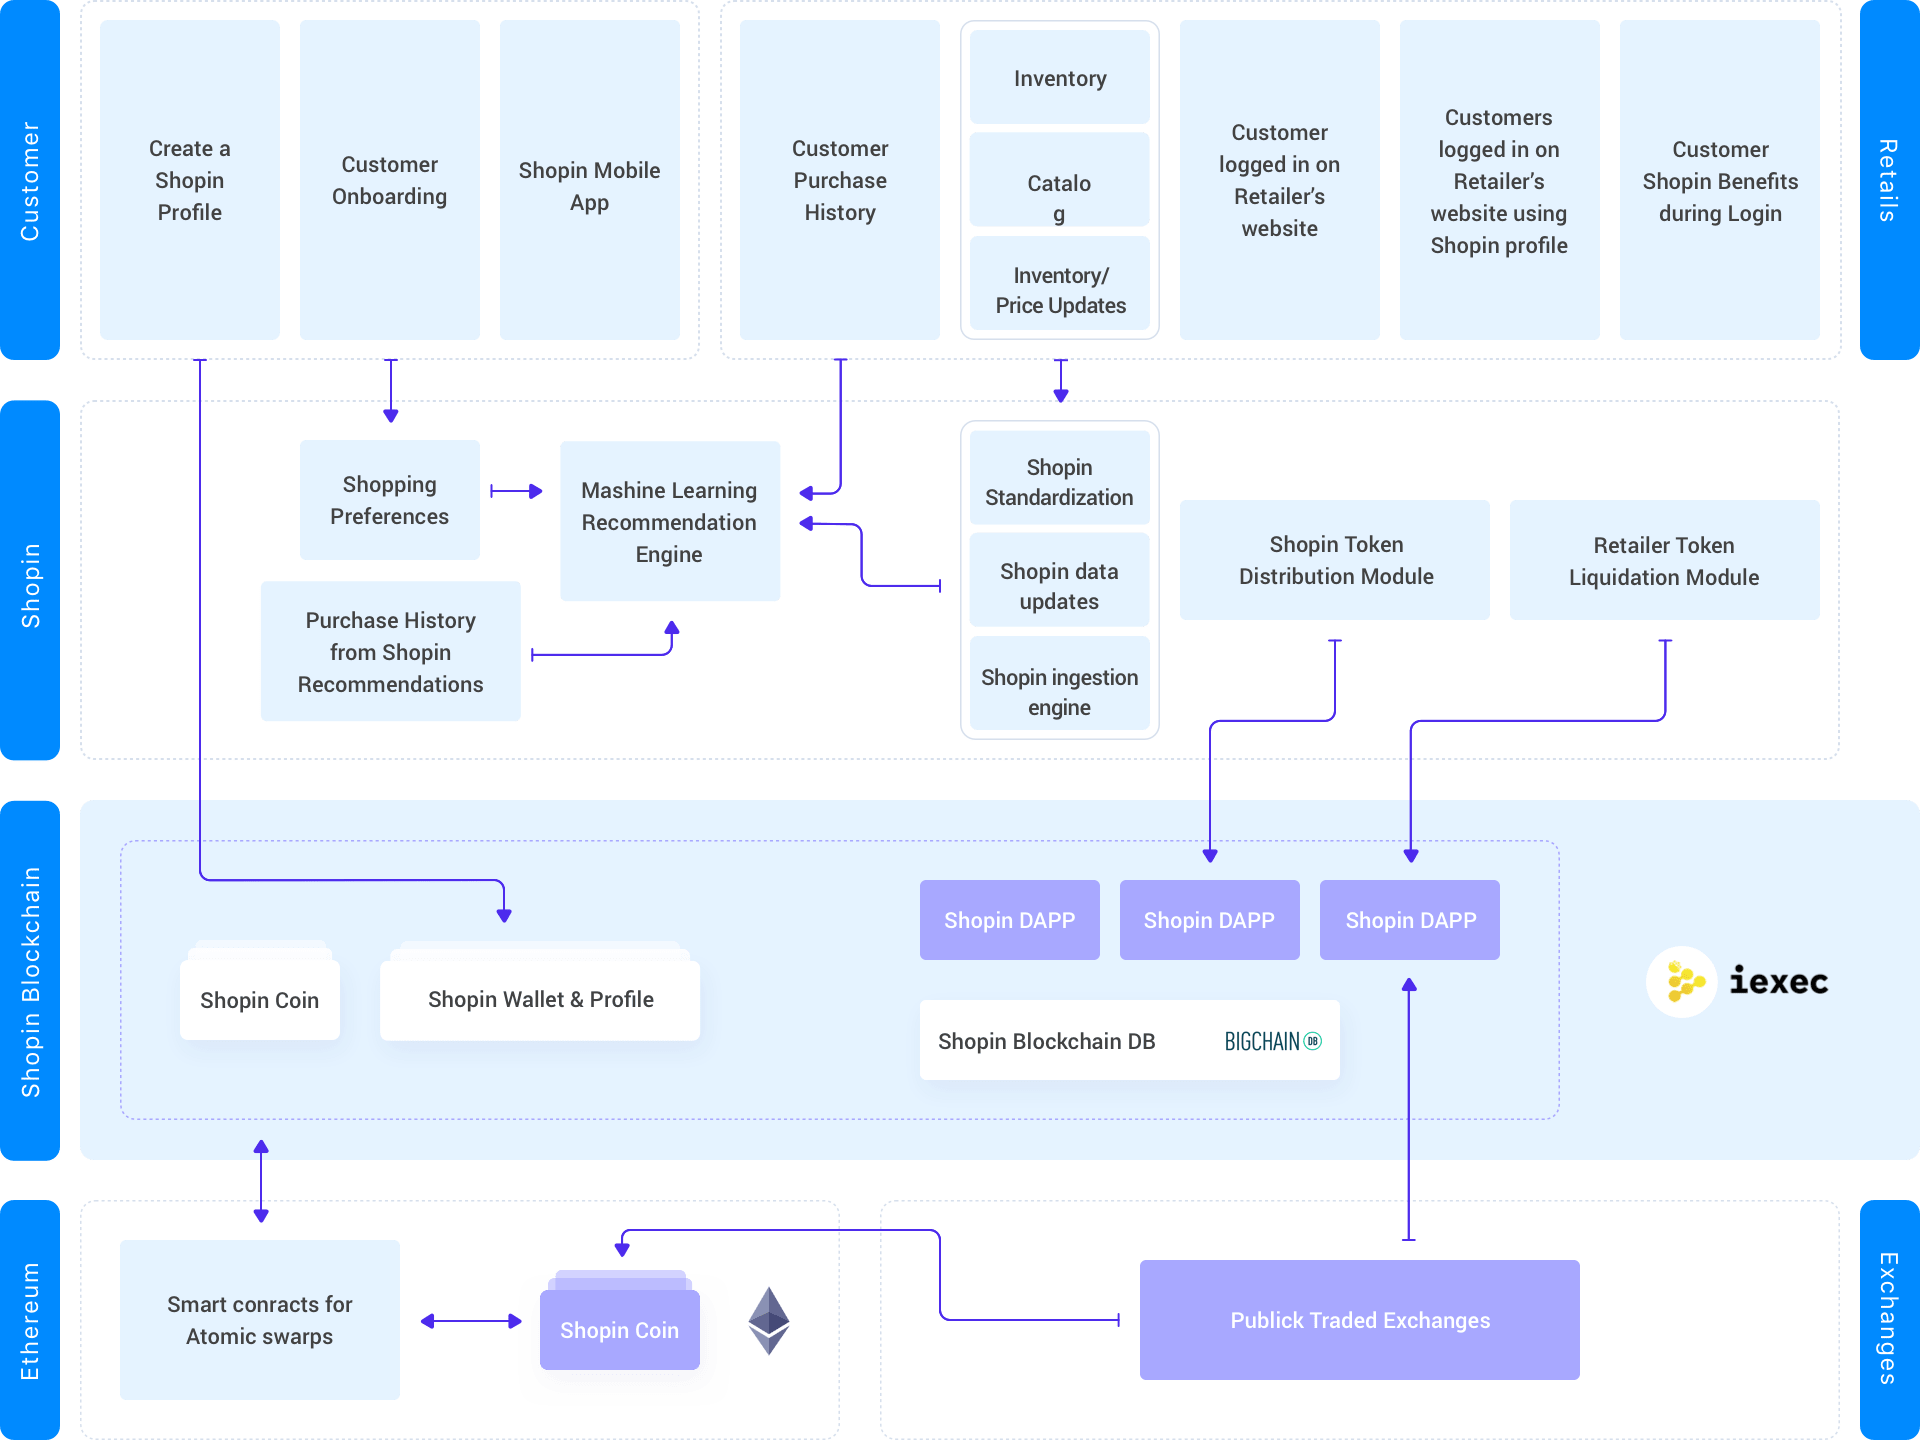 Customer
Create a
Shopin
Profile
Customer
Onboarding
Shopin Mobile
App
Customer
Purchase
History
Inventory
Catalo
g
Inventory/
Price Updates
Customer
logged in on
Retailer’s
website
Customers
logged in on
Retailer’s
website using
Shopin profile
Customer
Shopin Benefits
during Login
Retails
Shopin
Shopping
Preferences
Mashine Learning
Recommendation
Engine
Purchase History
from Shopin
Recommendations
Shopin
Standardization
Shopin data
updates
Shopin ingestion
engine
Shopin Token
Distribution Module
Retailer Token
Liquidation Module
Shopin Blockchain
Shopin Coin
Shopin Wallet & Profile
Shopin DAPP
Shopin DAPP
Shopin DAPP
Shopin Blockchain DB
BIGCHAIN DB
iexec
Ethereum
Smart conracts for
Atomic swarps
Shopin Coin
Publick Traded Exchanges
Exchanges